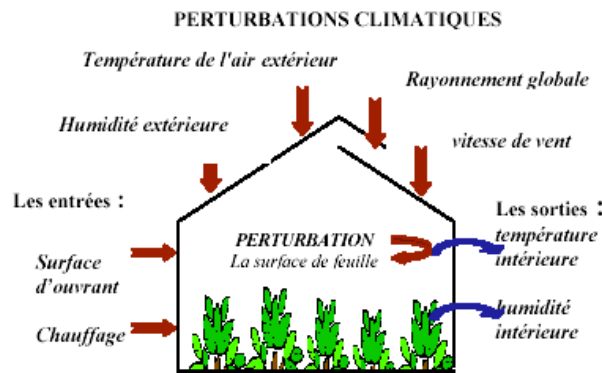 PERTURBATIONS CLIMATIQUES
Température de l'air extérieur
Rayonnement globale
Humidité extérieure
vitesse de vent
Les entrées :
Les sorties :
température
intérieure
PERTURBATION
La surface de feuille
Surface
d'ouvrant
humidité
intérieure
Chauffage